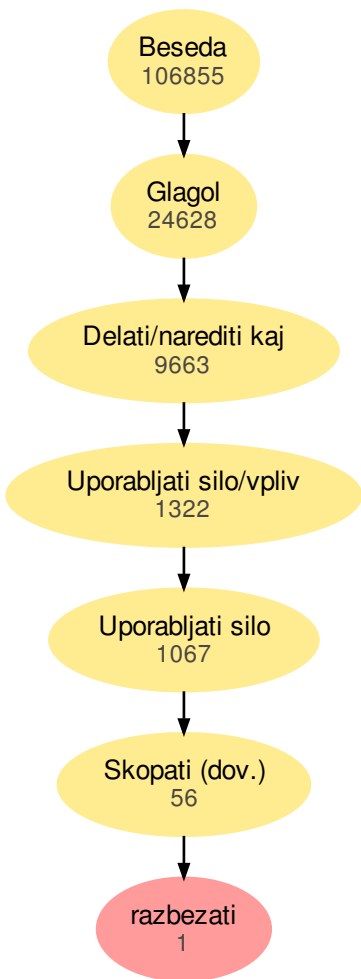 Beseda
106855
Glagol
24628
Delati/narediti kaj
9663
Uporabljati silo/vpliv
1322
Uporabljati silo
1067
Skopati (dov.)
56
razbezati
1